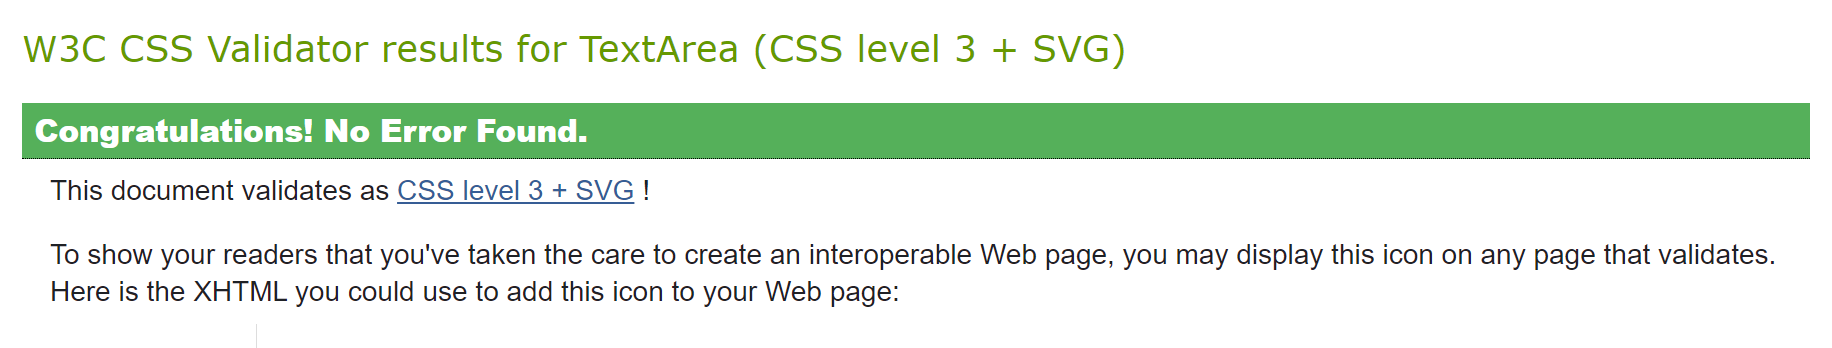 W3C CSS Validator results for TextArea (CSS level 3 + SVG)
Congratulations! No Error Found.
This document validates as CSS level 3 + SVG !
To show your readers that you've taken the care to create an interoperable Web page, you may display this icon on any page that validates.
Here is the XHTML you could use to add this icon to your Web page: